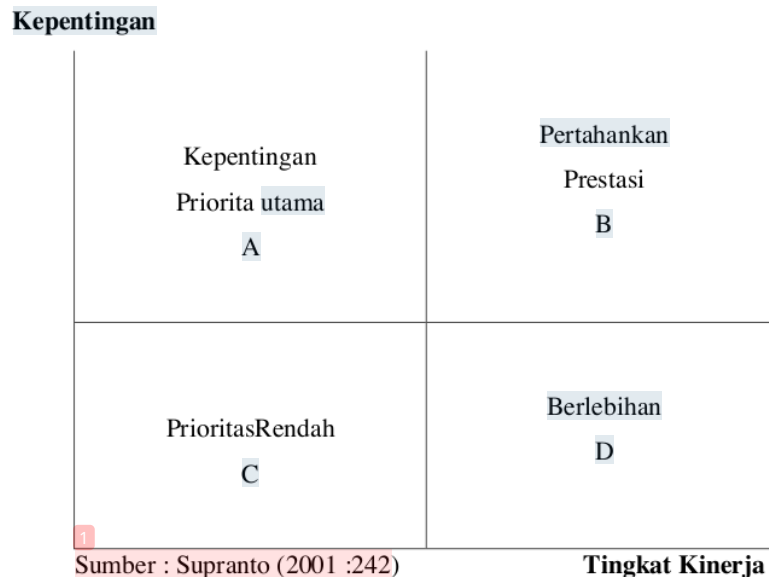 Kepentingan
Kepentingan
Priorita utama
A
Pertahankan
Prestasi
B
PrioritasRendah
C
Berlebihan
D
1
Sumber : Supranto (2001 :242)
Tingkat Kinerja